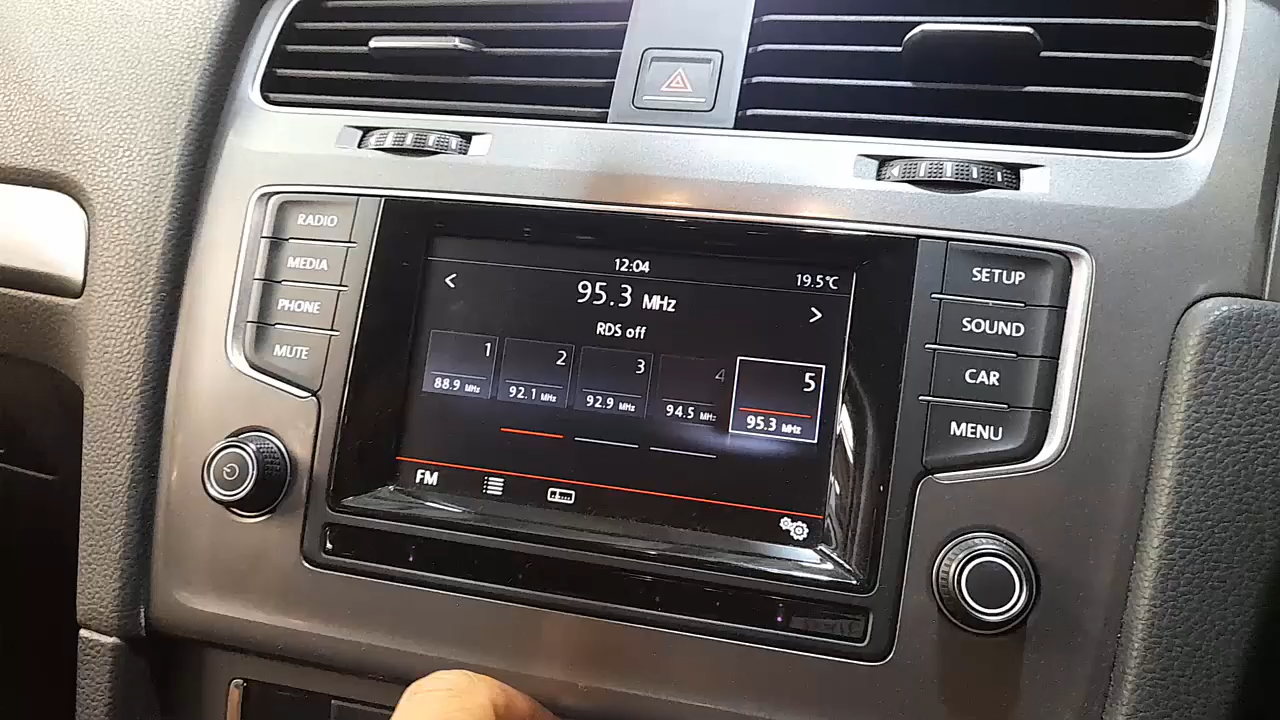 RADIO
MEDIA
PHONE
MUTE
12:04
19.5°C
95.3 MHz
RDS off
1
88.9 MHz
2
92.1 MHz
3
92.9 MHz
4
94.5 MHz
5
95.3 MHz
FM
SETUP
SOUND
CAR
MENU